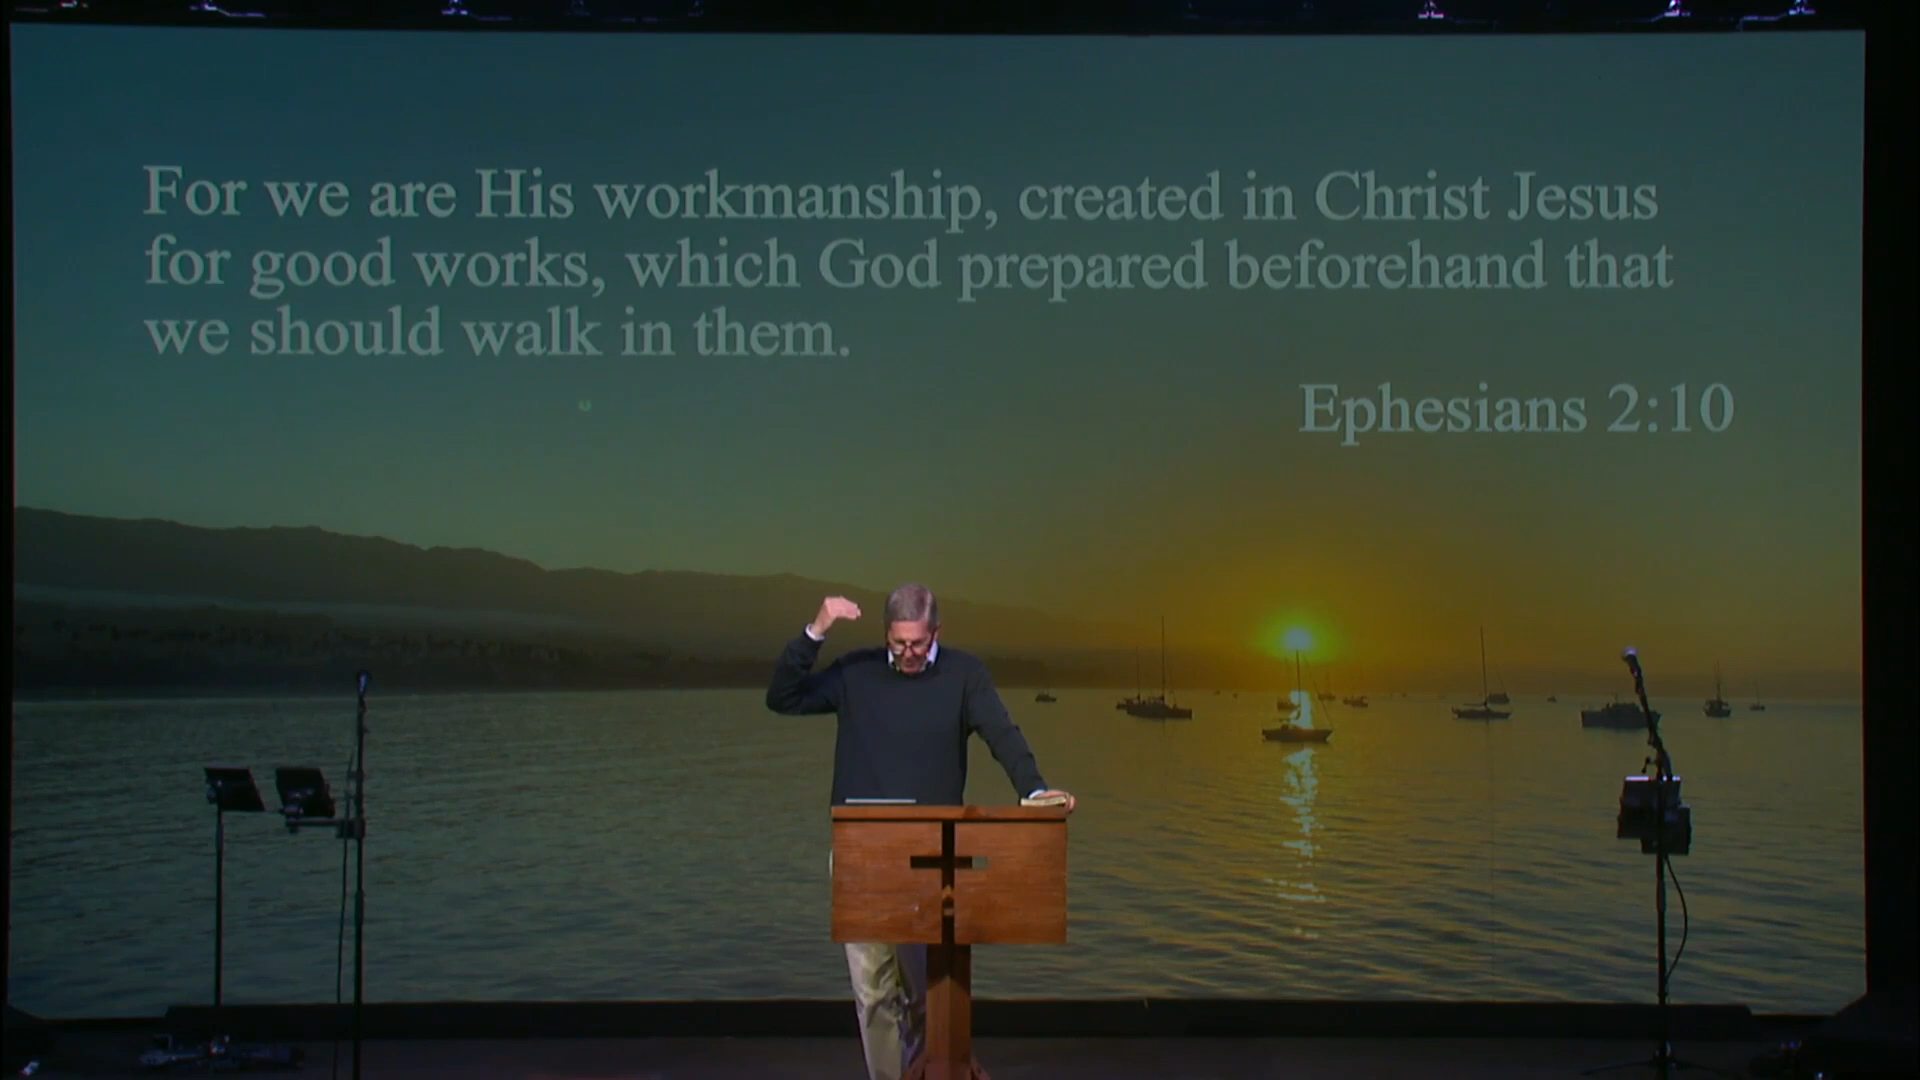 For we are His workmanship, created in Christ Jesus
for good works, which God prepared beforehand that
we should walk in them.
Ephesians 2:10